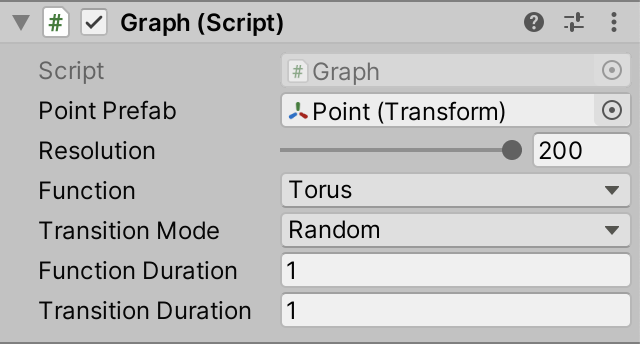 # Graph (Script)
Script # Graph
Point Prefab Point (Transform)
Resolution 200
Function Torus
Transition Mode Random
Function Duration 1
Transition Duration 1